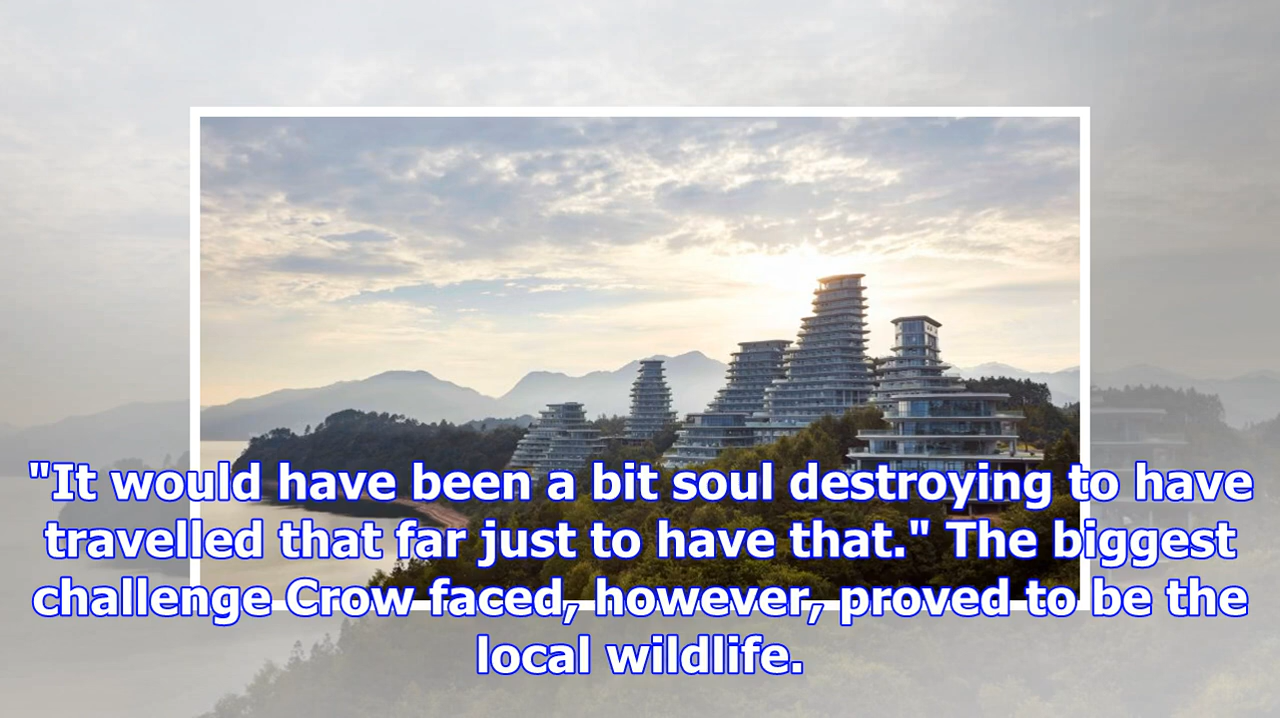 "It would have been a bit soul destroying to have
travelled that far just to have that." The biggest
challenge Crow faced, however, proved to be the
local wildlife.